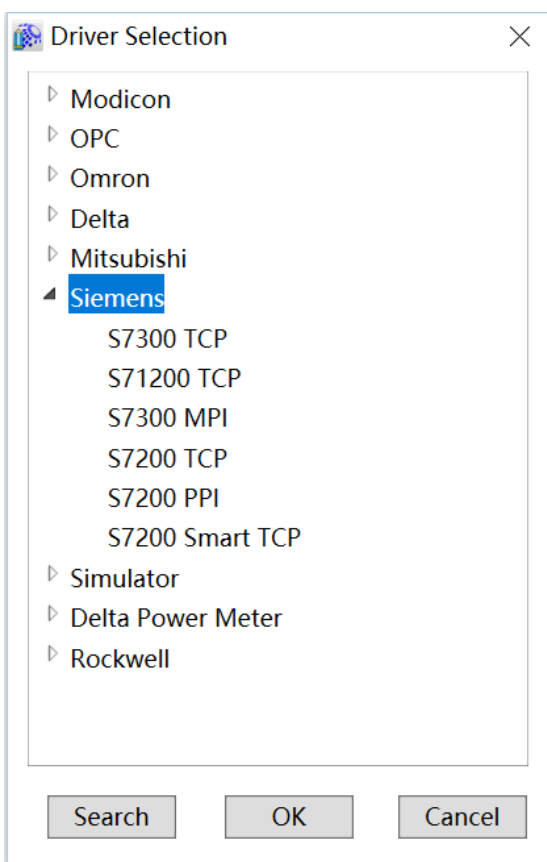 Driver Selection
Modicon
OPC
Omron
Delta
Mitsubishi
Siemens
S7300 TCP
S71200 TCP
S7300 MPI
S7200 TCP
S7200 PPI
S7200 Smart TCP
Simulator
Delta Power Meter
Rockwell
Search OK Cancel